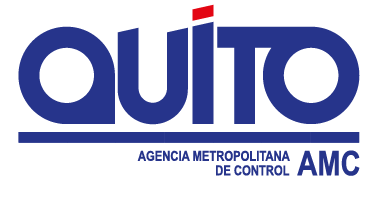 QUITO
AGENCIA METROPOLITANA
DE CONTROL AMC